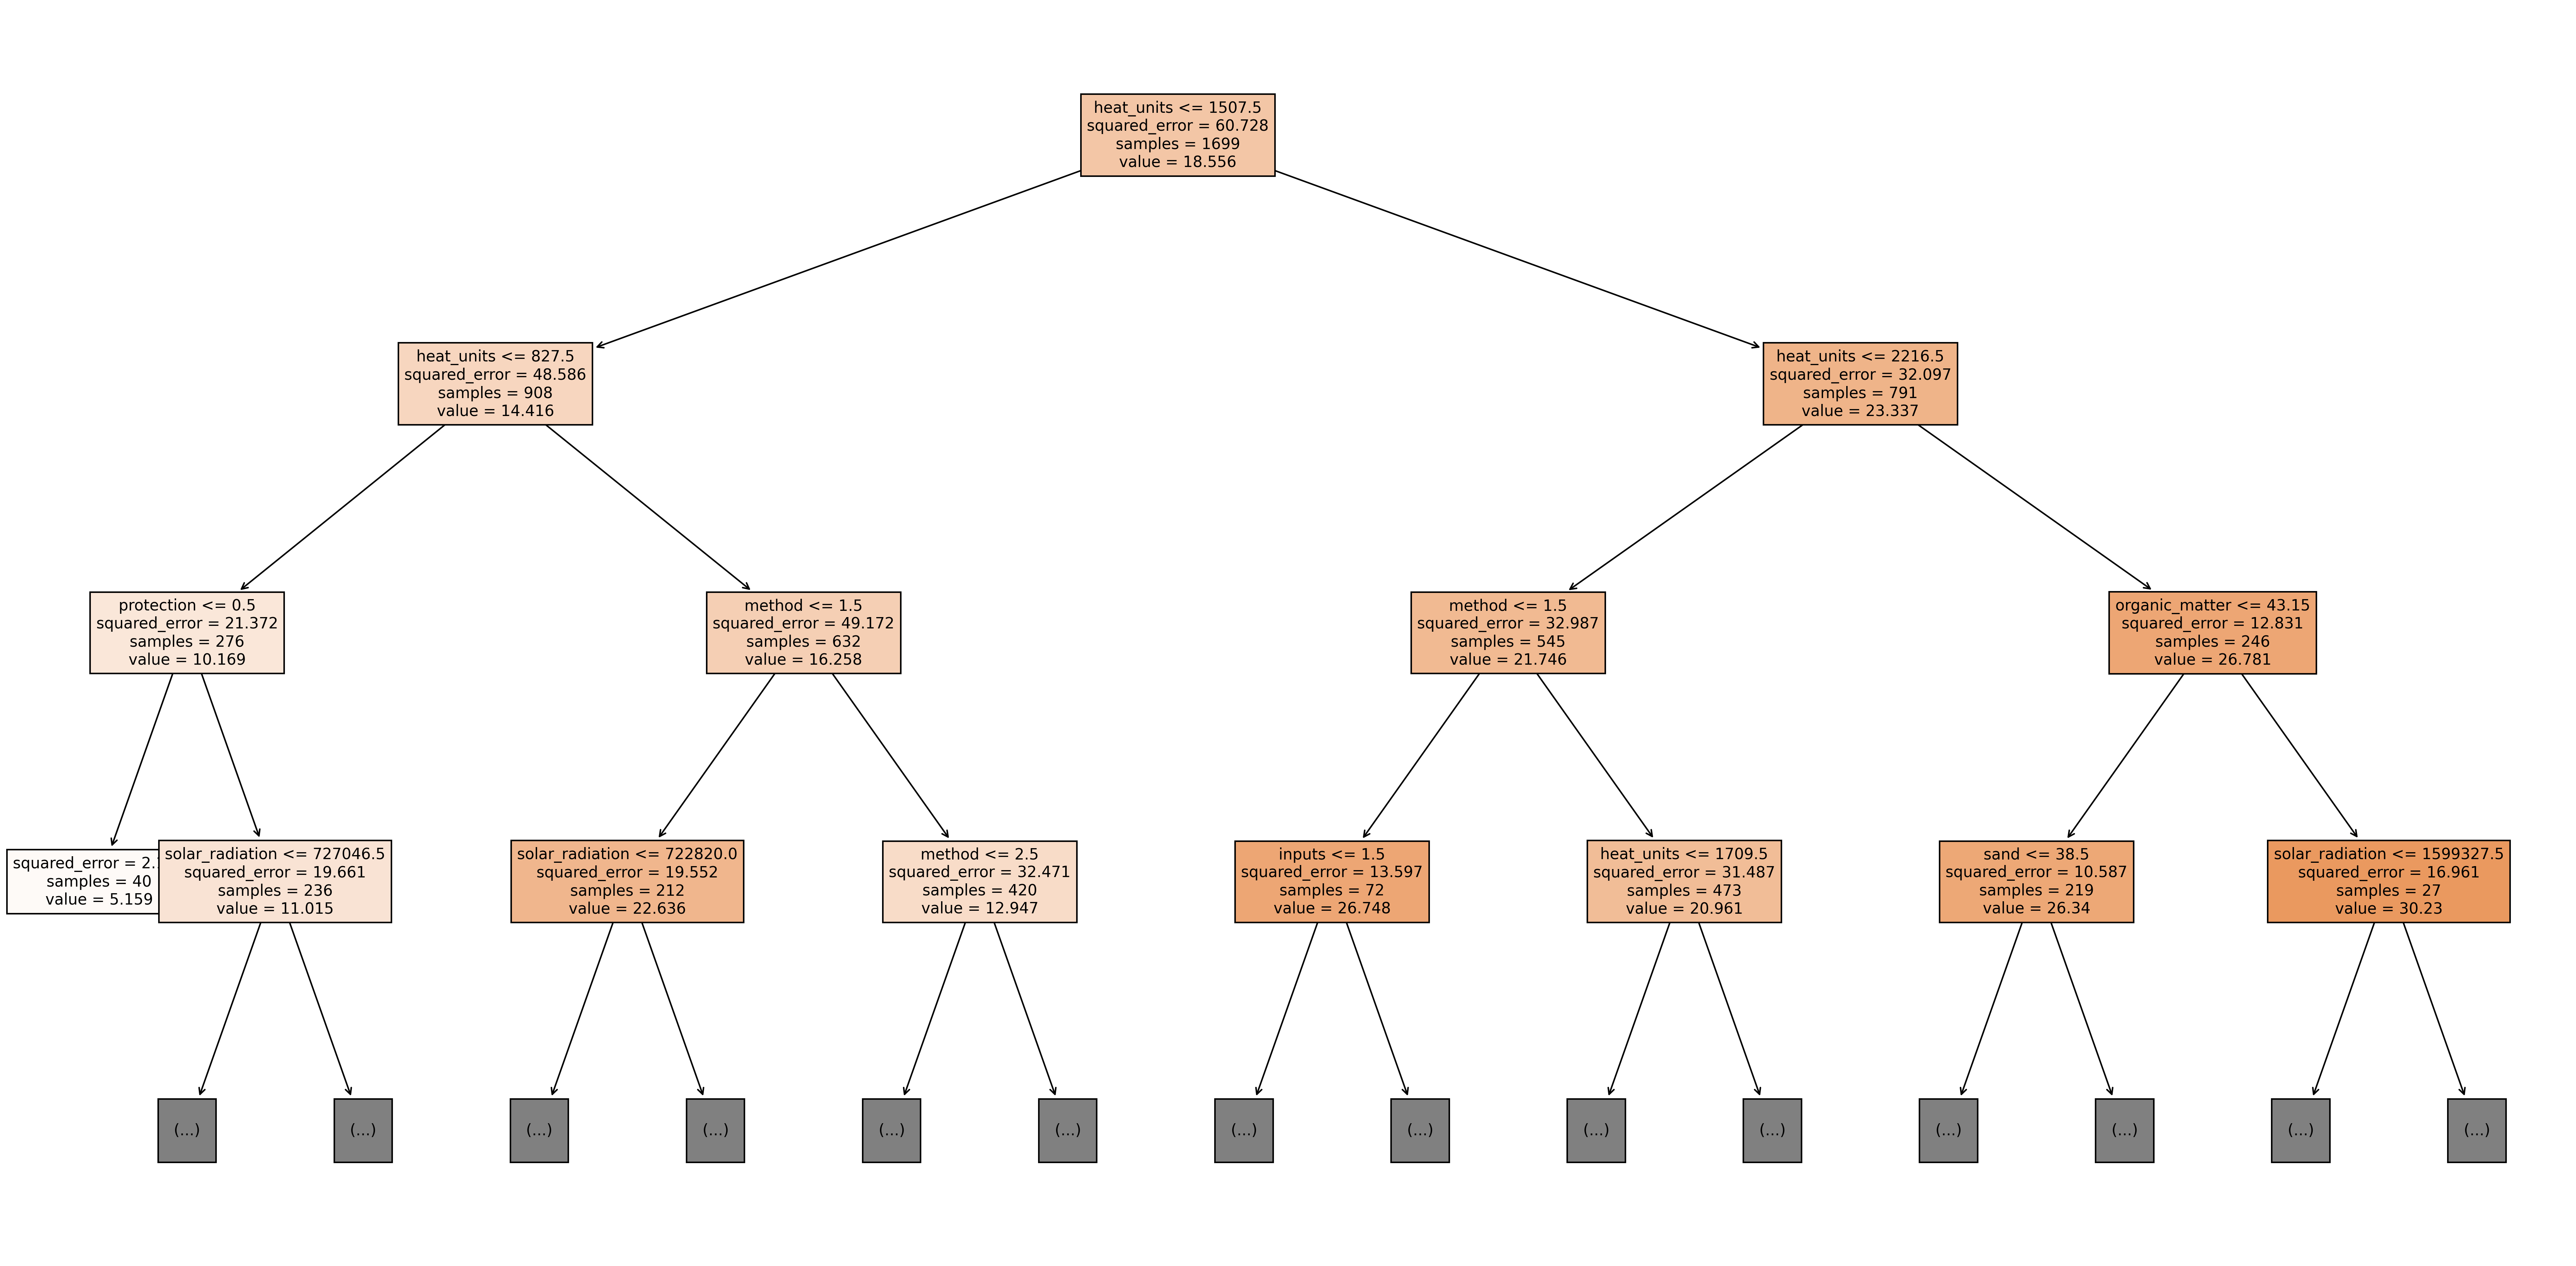 heat_units <= 1507.5
squared_error = 60.728
samples = 1699
value = 18.556
heat_units <= 827.5
squared_error = 48.586
samples = 908
value = 14.416
heat_units <= 2216.5
squared_error = 32.097
samples = 791
value = 23.337
protection <= 0.5
squared_error = 21.372
samples = 276
value = 10.169
method <= 1.5
squared_error = 49.172
samples = 632
value = 16.258
method <= 1.5
squared_error = 32.987
samples = 545
value = 21.746
organic_matter <= 43.15
squared_error = 12.831
samples = 246
value = 26.781
squared_error = 2.
samples = 40
value = 5.159
solar_radiation <= 727046.5
squared_error = 19.661
samples = 236
value = 11.015
solar_radiation <= 722820.0
squared_error = 19.552
samples = 212
value = 22.636
method <= 2.5
squared_error = 32.471
samples = 420
value = 12.947
inputs <= 1.5
squared_error = 13.597
samples = 72
value = 26.748
heat_units <= 1709.5
squared_error = 31.487
samples = 473
value = 20.961
sand <= 38.5
squared_error = 10.587
samples = 219
value = 26.34
solar_radiation <= 1599327.5
squared_error = 16.961
samples = 27
value = 30.23
(...)
(...)
(...)
(...)
(...)
(...)
(...)
(...)
(...)
(...)
(...)
(...)
(...)
(...)